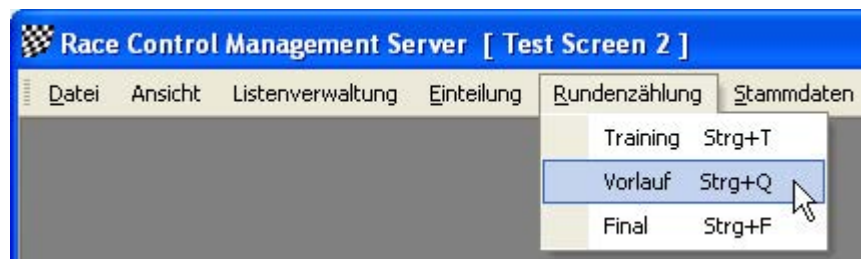 Race Control Management Server [ Test Screen 2 ]
Datei Ansicht Listenverwaltung Einteilung Rundenzählung Stammdaten
Training Strg+T
Vorlauf Strg+Q
Final Strg+F